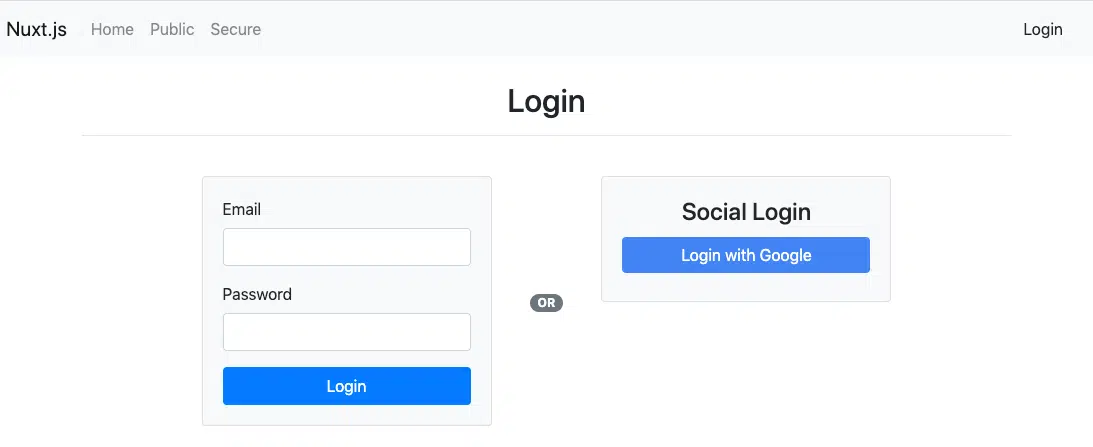 Nuxt.js Home Public Secure Login
Login
Email
Password
Login
OR
Social Login
Login with Google